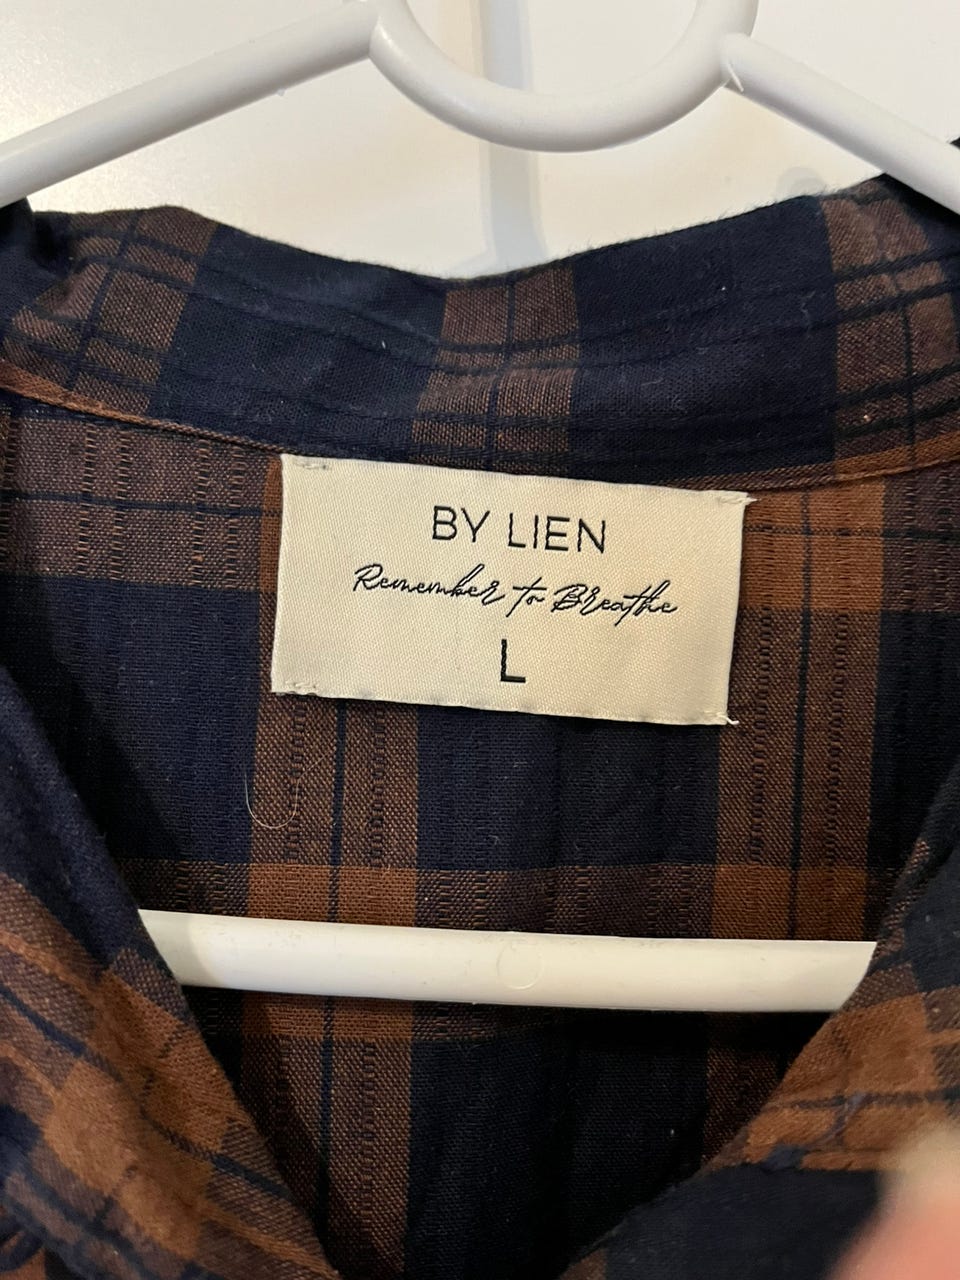 BY LIEN
Remember to Breathe
L